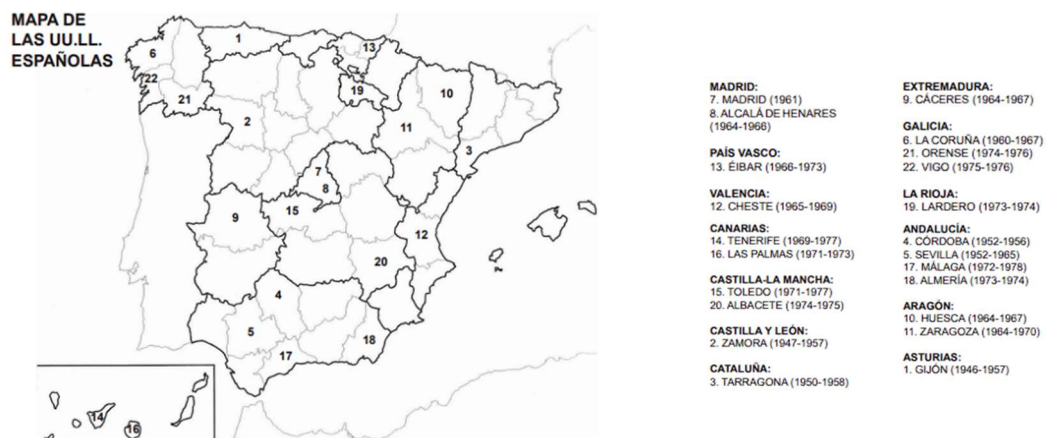 MAPA DE
LAS UU.LL.
ESPAÑOLAS
1
13
6
22
19
10
21
2
11
3
7
8
9
15
12
20
4
5
18
17
14
16
MADRID:
7. MADRID (1961)
8. ALCALÁ DE HENARES
(1964-1966)
PAÍS VASCO:
13. ÉIBAR (1966-1973)
VALENCIA:
12. CHESTE (1965-1969)
CANARIAS:
14. TENERIFE (1969-1977)
16. LAS PALMAS (1971-1973)
CASTILLA-LA MANCHA:
15. TOLEDO (1971-1977)
20. ALBACETE (1974-1975)
CASTILLA Y LEÓN:
2. ZAMORA (1947-1957)
CATALUÑA:
3. TARRAGONA (1950-1958)
EXTREMADURA:
9. CÁCERES (1964-1967)
GALICIA:
6. LA CORUÑA (1960-1967)
21. ORENSE (1974-1976)
22. VIGO (1975-1976)
LA RIOJA:
19. LARDERO (1973-1974)
ANDALUCÍA:
4. CÓRDOBA (1952-1956)
5. SEVILLA (1952-1965)
17. MÁLAGA (1972-1978)
18. ALMERÍA (1973-1974)
ARAGÓN:
10. HUESCA (1964-1967)
11. ZARAGOZA (1964-1970)
ASTURIAS:
1. GIJÓN (1946-1957)